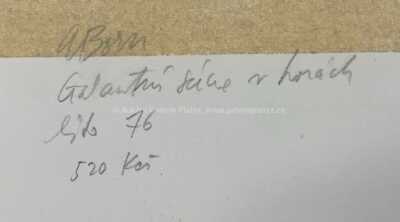 A Born
Galantní scéna v horách
lito 76
520 Kčs